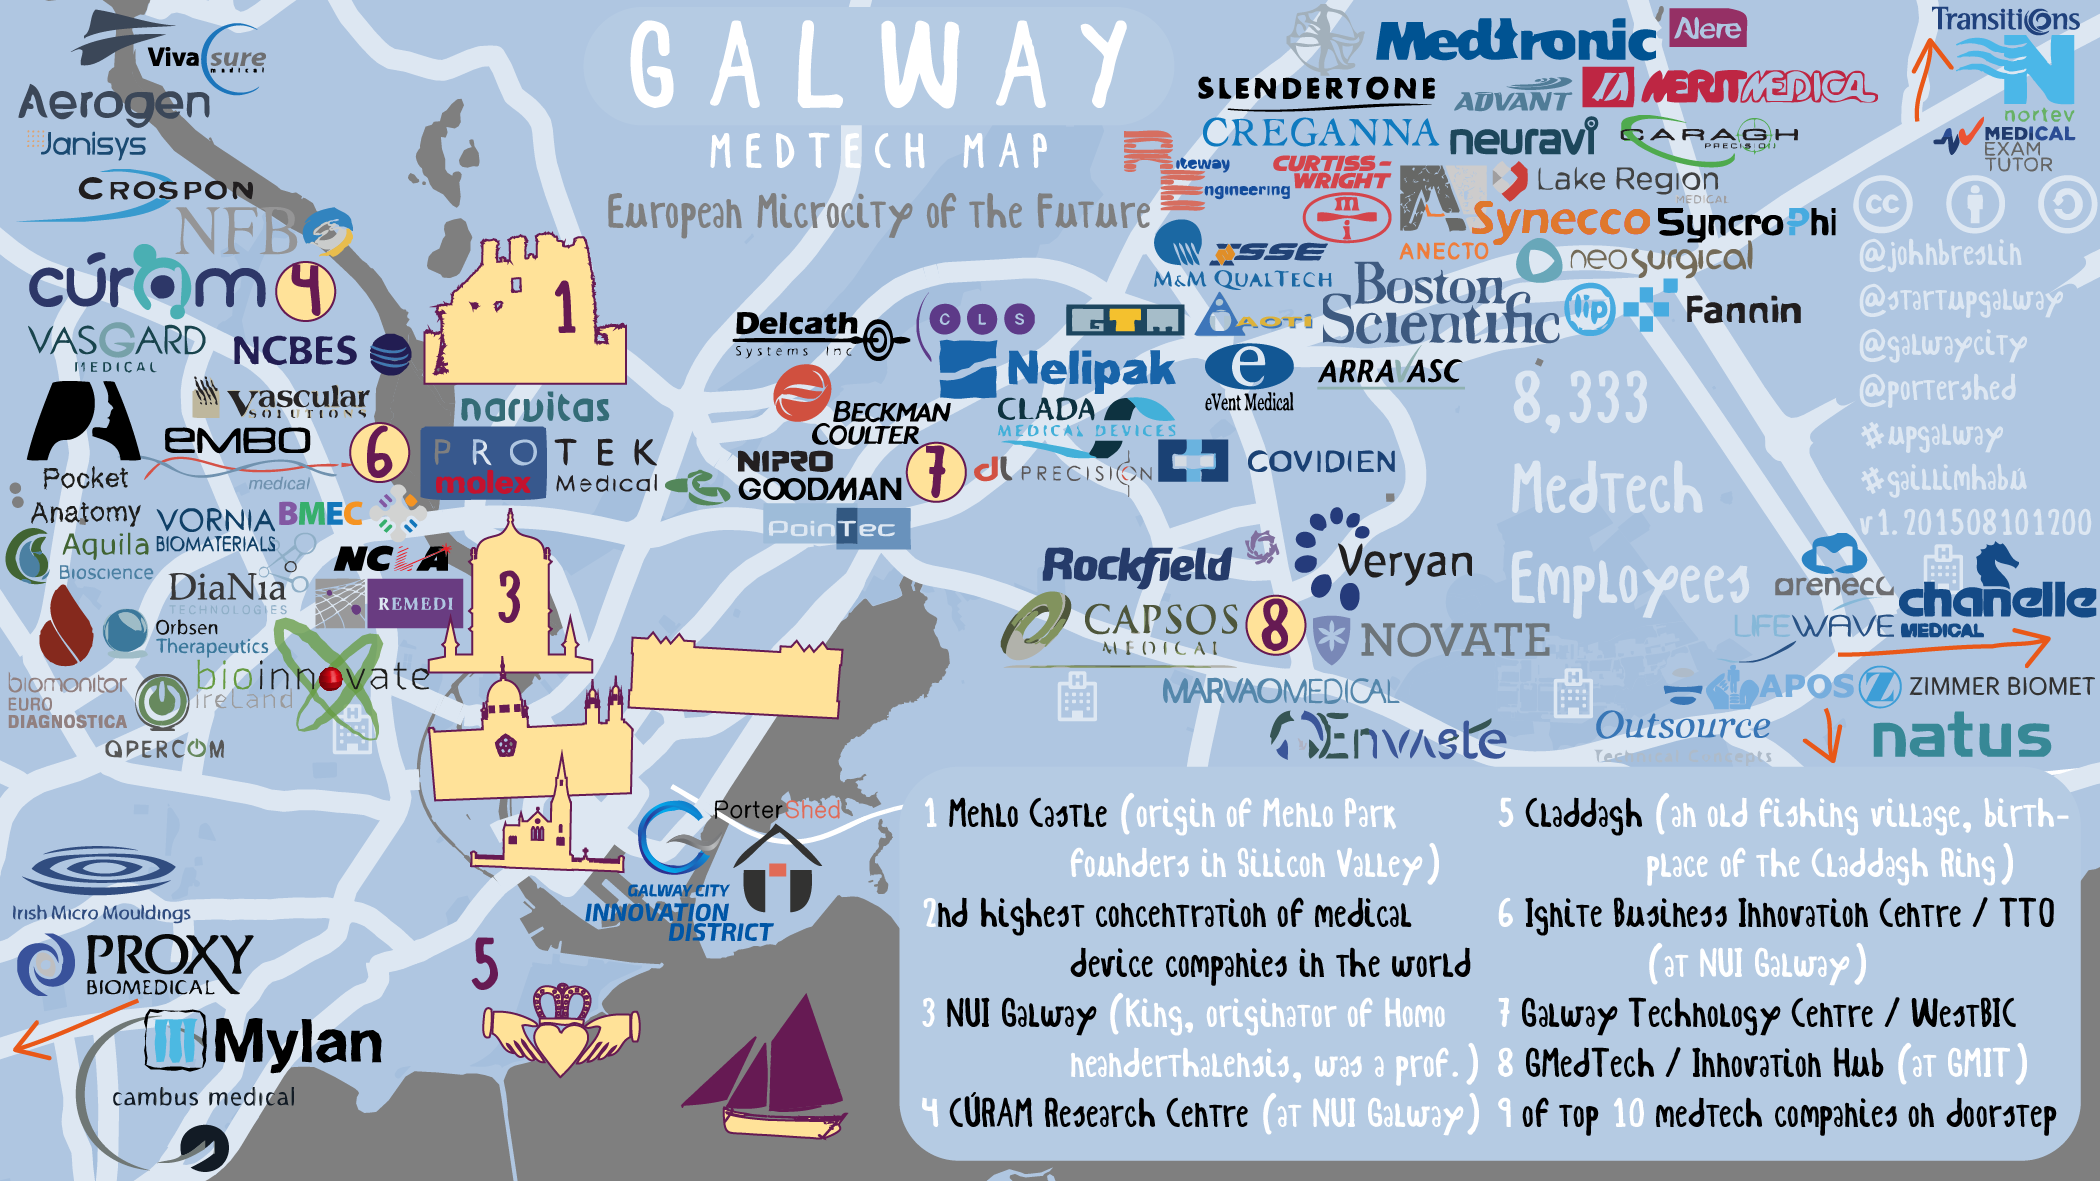 GALWAY
MEDTECH MAP
European Microcity of the Future
Vivasure
medical
Aerogen
Janisys
CROSPON
NFB
cúram
4
VASGARD
MEDICAL
NCBES
1
Pocket
Anatomy
Vascular
SOLUTIONS
embo
medical
6
narvitas
PROTEK
molex
Medical
VORNIA
BIOMATERIALS
BMEC
Aquila
Bioscience
NCLA
DiaNia
TECHNOLOGIES
REMEDI
3
Orbsen
Therapeutics
biomonitor
EURO
DIAGNOSTICA
bioinnovate
ireland
QPERCOM
Irish Micro Mouldings
PROXY
BIOMEDICAL
Mylan
cambus medical
5
PorterShed
GALWAY CITY
INNOVATION
DISTRICT
Medtronic
Alere
SLENDERTONE
ADVANT
MERITMEDICAL
CREGANNA
neuravi
CARAGH
PRECISION
Riteway
Engineering
CURTISS-
WRIGHT
mi
ANECTO
Lake Region
MEDICAL
Synecco
SyncroPhi
M&M QUALTECH
ISSE
neosurgical
Boston
Scientific
lip
Fannin
Delcath
Systems Inc
CLS
GTM
AOTI
Nelipak
e
eVent Medical
ARRAVASC
BECKMAN
COULTER
CLADA
MEDICAL DEVICES
NIPRO
GOODMAN
7
dL PRECISION
COVIDIEN
PoinTec
Rockfield
Veryan
CAPSOS
MEDICAL
8
NOVATE
MARVAOMEDICAL
Envaste
Transitions
N
nortev
MEDICAL
EXAM
TUTOR
cc
@johnbreslin
@startupgalway
@galwaycity
@portershed
#upgalway
#gaillimhabú
v1.201508101200
8,333
Medtech
Employees
arenecc
chanelle
MEDICAL
LIFEWAVE
H
H
H
H
Outsource
Technical Concepts
APOS
Z
ZIMMER BIOMET
natus
1 Menlo Castle (origin of Menlo Park
founders in Silicon Valley)
2nd highest concentration of medical
device companies in the world
3 NUI Galway (King, originator of Homo
neanderthalensis, was a prof.)
4 CÚRAM Research Centre (at NUI Galway)
5 Claddagh (an old fishing village, birth-
place of the Claddagh Ring)
6 Ignite Business Innovation Centre / TTO
(at NUI Galway)
7 Galway Technology Centre / WestBIC
8 GMedTech / Innovation Hub (at GMIT)
9 of top 10 medtech companies on doorstep